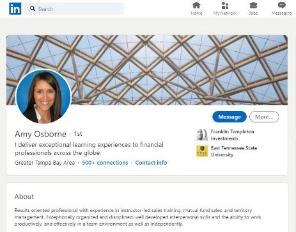 in
Search
Home
My Network
Jobs
Messaging
Message
More...
Amy Osborne · 1st
I deliver exceptional learning experiences to financial
professionals across the globe.
Greater Tampa Bay Area · 500+ connections · Contact info
Franklin Templeton
Investments
East Tennessee State
University
About
Results oriented professional with experience in instructor-led sales training, mutual fund sales, and territory
management. Exceptionally organized and disciplined, well developed interpersonal skills and the ability to work
productively, and effectively in a team environment as well as independently.